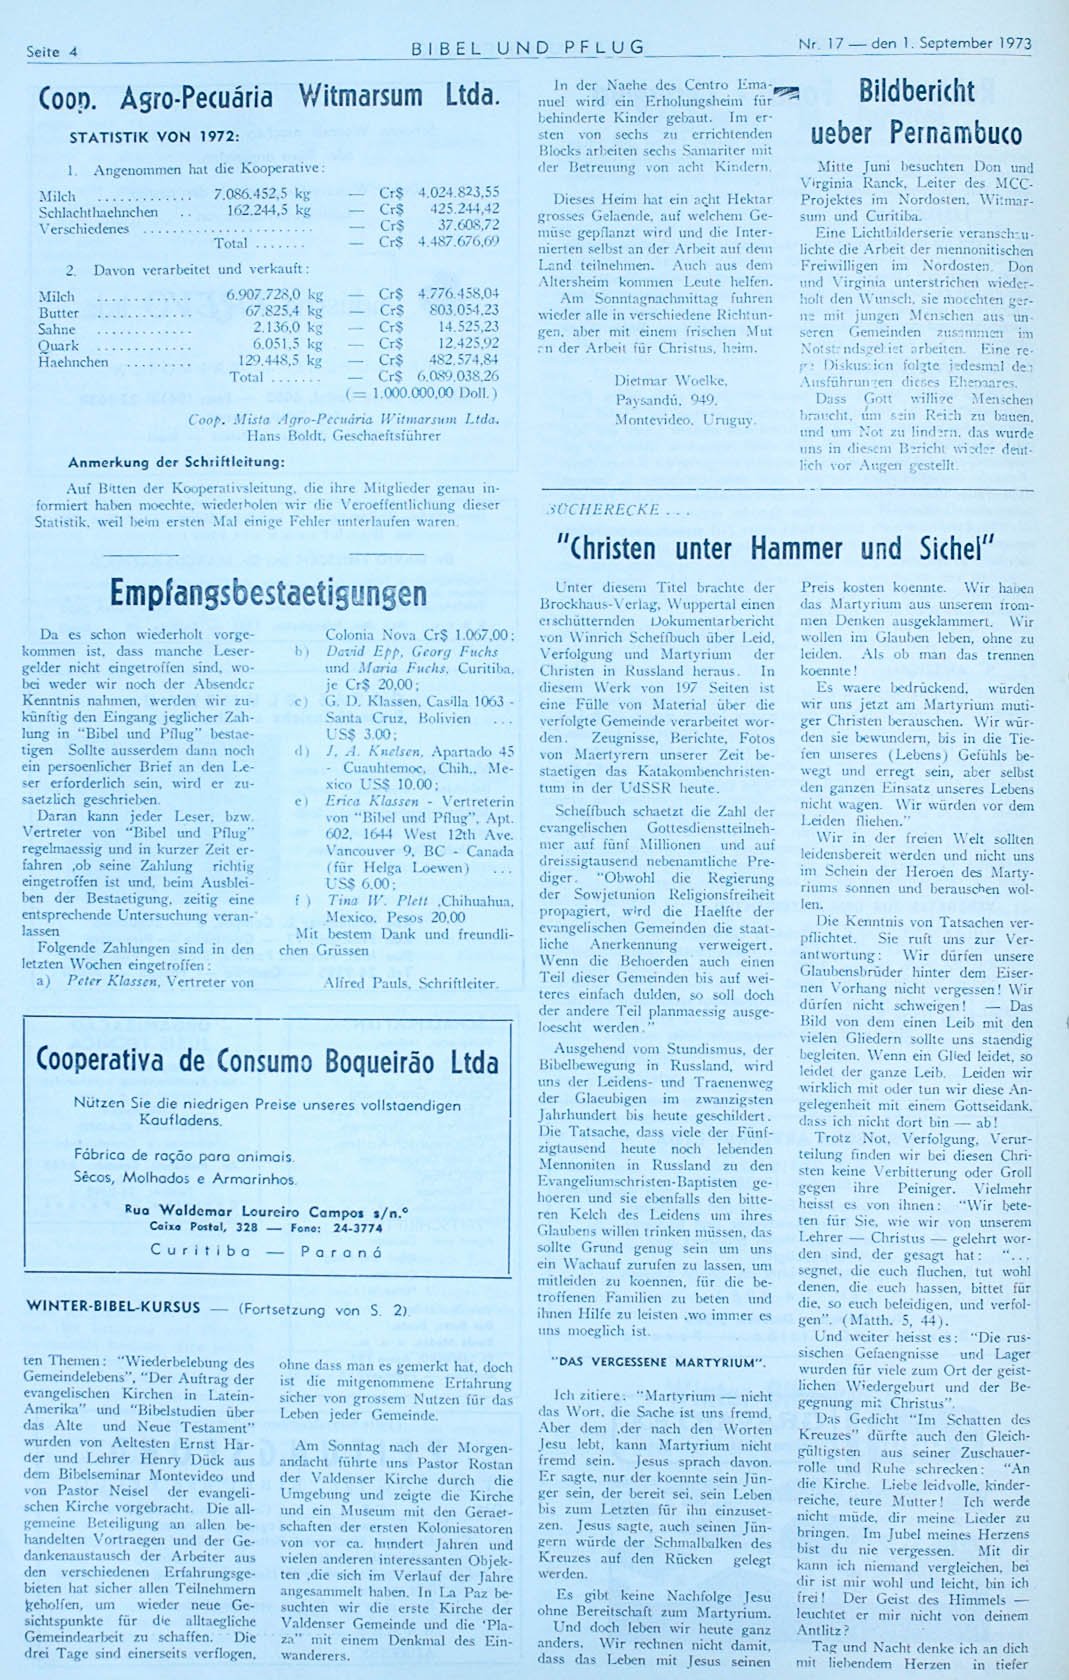 Seite 4
BIBEL UND PFLUG
Nr. 17 — den 1. September 1973
Coop. Agro-Pecuária Witmarsum Ltda.
STATISTIK VON 1972:
1. Angenommen hat die Kooperative:
Milch ............. 7.086.452,5 kg — Cr$ 4.024.823,55
Schlachthaehnchen .. 162.244,5 kg — Cr$ 425.244,42
Verschiedenes ....................... — Cr$ 37.608,72
Total ....... — Cr$ 4.487.676,69
2. Davon verarbeitet und verkauft:
Milch ............. 6.907.728,0 kg — Cr$ 4.776.458,04
Butter ............. 67.825,4 kg — Cr$ 803.054,23
Sahne ............. 2.136,0 kg — Cr$ 14.525,23
Quark ............. 6.051,5 kg — Cr$ 12.425,92
Haehnchen ............. 129.448,5 kg — Cr$ 482.574,84
Total ....... — Cr$ 6.089.038,26
(= 1.000.000,00 Doll.)
Coop. Mista Agro-Pecuária Witmarsum Ltda.
Hans Boldt, Geschaeftsführer
Anmerkung der Schriftleitung:
Auf Bitten der Kooperativsleitung, die ihre Mitglieder genau in-
formiert haben moechte, wiederholen wir die Veroeffentlichung dieser
Statistik, weil beim ersten Mal einige Fehler unterlaufen waren.
Empfangsbestaetigungen
Da es schon wiederholt vorge-
kommen ist, dass manche Leser-
gelder nicht eingetroffen sind, wo-
bei weder wir noch der Absender
Kenntnis nahmen, werden wir zu-
künftig den Eingang jeglicher Zah-
lung in "Bibel und Pflug" bestae-
tigen Sollte ausserdem dann noch
ein persoenlicher Brief an den Le-
ser erforderlich sein, wird er zu-
saetzlich geschrieben.
Daran kann jeder Leser, bzw.
Vertreter von "Bibel und Pflug"
regelmaessig und in kurzer Zeit er-
fahren ,ob seine Zahlung richtig
eingetroffen ist und, beim Ausblei-
ben der Bestaetigung, zeitig eine
entsprechende Untersuchung veran-
lassen
Folgende Zahlungen sind in den
letzten Wochen eingetroffen:
a) Peter Klassen, Vertreter von
Colonia Nova Cr$ 1.067,00;
b) David Epp, Georg Fuchs
und Maria Fuchs, Curitiba,
je Cr$ 20,00;
c) G. D. Klassen, Casilla 1063 -
Santa Cruz, Bolivien ...
US$ 3.00;
d) J. A. Knelsen, Apartado 45
- Cuauhtemoc, Chih., Me-
xico US$ 10.00;
e) Erica Klassen - Vertreterin
von "Bibel und Pflug", Apt.
602, 1644 West 12th Ave.
Vancouver 9, BC - Canada
(für Helga Loewen) ...
US$ 6.00;
f) Tina W. Plett ,Chihuahua,
Mexico, Pesos 20,00
Mit bestem Dank und freundli-
chen Grüssen
Alfred Pauls, Schriftleiter.
Cooperativa de Consumo Boqueirão Ltda
Nützen Sie die niedrigen Preise unseres vollstaendigen
Kaufladens.
Fábrica de ração para animais.
Sêcos, Molhados e Armarinhos.
Rua Waldemar Loureiro Campos s/n.º
Caixa Postal, 328 — Fone: 24-3774
Curitiba — Paraná
WINTER-BIBEL-KURSUS — (Fortsetzung von S. 2).
ten Themen: "Wiederbelebung des
Gemeindelebens", "Der Auftrag der
evangelischen Kirchen in Latein-
Amerika" und "Bibelstudien über
das Alte und Neue Testament"
wurden von Aeltesten Ernst Har-
der und Lehrer Henry Dück aus
dem Bibelseminar Montevideo und
von Pastor Neisel der evangeli-
schen Kirche vorgebracht. Die all-
gemeine Beteiligung an allen be-
handelten Vortraegen und der Ge-
dankenaustausch der Arbeiter aus
den verschiedenen Erfahrungsge-
bieten hat sicher allen Teilnehmern
geholfen, um wieder neue Ge-
sichtspunkte für die alltaegliche
Gemeindearbeit zu schaffen. Die
drei Tage sind einerseits verflogen,
ohne dass man es gemerkt hat, doch
ist die mitgenommene Erfahrung
sicher von grossem Nutzen für das
Leben jeder Gemeinde.
Am Sonntag nach der Morgen-
andacht führte uns Pastor Rostan
der Valdenser Kirche durch die
Umgebung und zeigte die Kirche
und ein Museum mit den Geraet-
schaften der ersten Koloniesatoren
von vor ca. hundert Jahren und
vielen anderen interessanten Objek-
ten ,die sich im Verlauf der Jahre
angesammelt haben. In La Paz be-
suchten wir die erste Kirche der
Valdenser Gemeinde und die 'Pla-
za" mit einem Denkmal des Ein-
wanderers.
In der Naehe des Centro Ema-
nuel wird ein Erholungsheim für
behinderte Kinder gebaut. Im er-
sten von sechs zu errichtenden
Blocks arbeiten sechs Samariter mit
der Betreuung von acht Kindern.
Dieses Heim hat ein acht Hektar
grosses Gelaende, auf welchem Ge-
müse gepflanzt wird und die Inter-
nierten selbst an der Arbeit auf dem
Land teilnehmen. Auch aus dem
Altersheim kommen Leute helfen.
Am Sonntagnachmittag fuhren
wieder alle in verschiedene Richtun-
gen, aber mit einem frischen Mut
an der Arbeit für Christus, heim.
Dietmar Woelke,
Paysandú, 949,
Montevideo, Uruguy.
Bildbericht
ueber Pernambuco
Mitte Juni besuchten Don und
Virginia Ranck, Leiter des MCC-
Projektes im Nordosten, Witmar-
sum und Curitiba.
Eine Lichtbilderserie veranschau-
lichte die Arbeit der mennonitischen
Freiwilligen im Nordosten. Don
und Virginia unterstrichen wieder-
holt den Wunsch, sie moechten ger-
ne mit jungen Menschen aus un-
seren Gemeinden zusammen im
Notstandsgebiet arbeiten. Eine re-
ge Diskussion folgte jedesmal den
Ausführungen dieses Ehepaares.
Dass Gott willige Menschen
braucht, um sein Reich zu bauen,
und um Not zu lindern, das wurde
uns in diesem Bericht wieder deut-
lich vor Augen gestellt.
BÜCHERECKE ...
"Christen unter Hammer und Sichel"
Unter diesem Titel brachte der
Brockhaus-Verlag, Wuppertal einen
erschütternden Dokumentarbericht
von Winrich Scheffbuch über Leid,
Verfolgung und Martyrium der
Christen in Russland heraus. In
diesem Werk von 197 Seiten ist
eine Fülle von Material über die
verfolgte Gemeinde verarbeitet wor-
den. Zeugnisse, Berichte, Fotos
von Maertyrern unserer Zeit be-
staetigen das Katakombenchristen-
tum in der UdSSR heute.
Scheffbuch schaetzt die Zahl der
evangelischen Gottesdienstteilneh-
mer auf fünf Millionen und auf
dreissigtausend nebenamtliche Pre-
diger. "Obwohl die Regierung
der Sowjetunion Religionsfreiheit
propagiert, wird die Haelfte der
evangelischen Gemeinden die staat-
liche Anerkennung verweigert.
Wenn die Behoerden auch einen
Teil dieser Gemeinden bis auf wei-
teres einfach dulden, so soll doch
der andere Teil planmaessig ausge-
loescht werden."
Ausgehend vom Stundismus, der
Bibelbewegung in Russland, wird
uns der Leidens- und Traenenweg
der Glaeubigen im zwanzigsten
Jahrhundert bis heute geschildert.
Die Tatsache, dass viele der Fünf-
zigtausend heute noch lebenden
Mennoniten in Russland zu den
Evangeliumschristen-Baptisten ge-
hoeren und sie ebenfalls den bitte-
ren Kelch des Leidens um ihres
Glaubens willen trinken müssen, das
sollte Grund genug sein um uns
ein Wachauf zurufen zu lassen, um
mitleiden zu koennen, für die be-
troffenen Familien zu beten und
ihnen Hilfe zu leisten ,wo immer es
uns moeglich ist.
"DAS VERGESSENE MARTYRIUM".
Ich zitiere: "Martyrium — nicht
das Wort, die Sache ist uns fremd.
Aber dem ,der nach den Worten
Jesu lebt, kann Martyrium nicht
fremd sein. Jesus sprach davon.
Er sagte, nur der koennte sein Jün-
ger sein, der bereit sei, sein Leben
bis zum Letzten für ihn einzuset-
zen. Jesus sagte, auch seinen Jün-
gern würde der Schmalbalken des
Kreuzes auf den Rücken gelegt
werden.
Es gibt keine Nachfolge Jesu
ohne Bereitschaft zum Martyrium.
Und doch leben wir heute ganz
anders. Wir rechnen nicht damit,
dass das Leben mit Jesus seinen
Preis kosten koennte. Wir haben
das Martyrium aus unserem from-
men Denken ausgeklammert. Wir
wollen im Glauben leben, ohne zu
leiden. Als ob man das trennen
koennte!
Es waere bedrückend, würden
wir uns jetzt am Martyrium muti-
ger Christen berauschen. Wir wür-
den sie bewundern, bis in die Tie-
fen unseres (Lebens) Gefühls be-
wegt und erregt sein, aber selbst
den ganzen Einsatz unseres Lebens
nicht wagen. Wir würden vor dem
Leiden fliehen."
Wir in der freien Welt sollten
leidensbereit werden und nicht uns
im Schein der Heroen des Marty-
riums sonnen und berauschen wol-
len.
Die Kenntnis von Tatsachen ver-
pflichtet. Sie ruft uns zur Ver-
antwortung: Wir dürfen unsere
Glaubensbrüder hinter dem Eiser-
nen Vorhang nicht vergessen! Wir
dürfen nicht schweigen! — Das
Bild von dem einen Leib mit den
vielen Gliedern sollte uns staendig
begleiten. Wenn ein Glied leidet, so
leidet der ganze Leib. Leiden wir
wirklich mit oder tun wir diese An-
gelegenheit mit einem Gottseidank,
dass ich nicht dort bin — ab!
Trotz Not, Verfolgung, Verur-
teilung finden wir bei diesen Chri-
sten keine Verbitterung oder Groll
gegen ihre Peiniger. Vielmehr
heisst es von ihnen: "Wir bete-
ten für Sie, wie wir von unserem
Lehrer — Christus — gelehrt wor-
den sind, der gesagt hat: "...
segnet, die euch fluchen, tut wohl
denen, die euch hassen, bittet für
die, so euch beleidigen, und verfol-
gen". (Matth. 5, 44).
Und weiter heisst es: "Die rus-
sischen Gefaengnisse und Lager
wurden für viele zum Ort der geist-
lichen Wiedergeburt und der Be-
gegnung mit Christus".
Das Gedicht "Im Schatten des
Kreuzes" dürfte auch den Gleich-
gültigsten aus seiner Zuschauer-
rolle und Ruhe schrecken: "An
die Kirche. Liebe leidvolle, kinder-
reiche, teure Mutter! Ich werde
nicht müde, dir meine Lieder zu
bringen. Im Jubel meines Herzens
bist du nie vergessen. Mit dir
kann ich niemand vergleichen, bei
dir ist mir wohl und leicht, bin ich
frei! Der Geist des Himmels —
leuchtet er mir nicht von deinem
Antlitz?
Tag und Nacht denke ich an dich
mit liebendem Herzen in tiefer